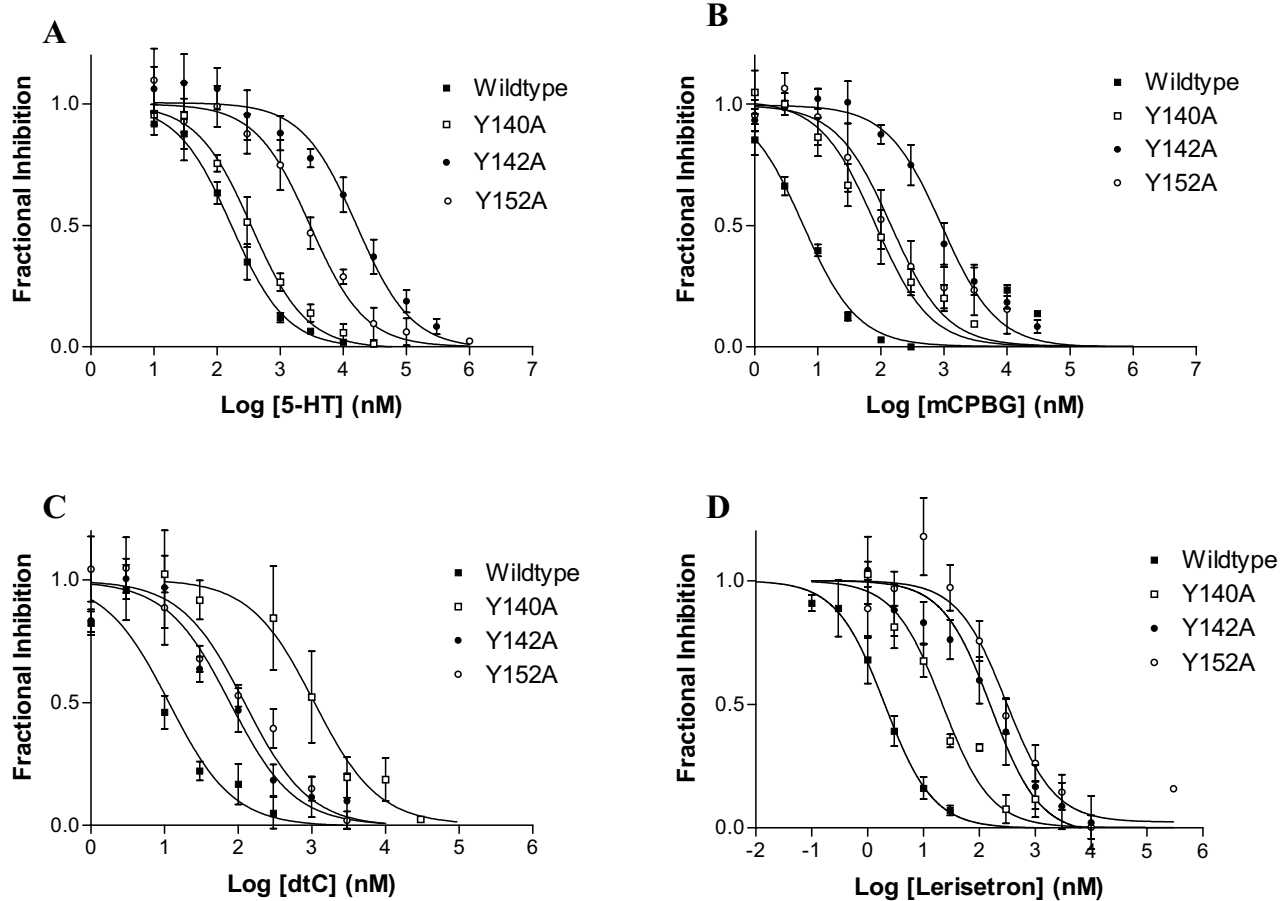 A
Wildtype
Y140A
Y142A
Y152A
Fractional Inhibition
1.0
0.5
0.0
0 1 2 3 4 5 6 7
Log [5-HT] (nM)
B
Wildtype
Y140A
Y142A
Y152A
Fractional Inhibition
1.0
0.5
0.0
0 1 2 3 4 5 6 7
Log [mCPBG] (nM)
C
Wildtype
Y140A
Y142A
Y152A
Fractional Inhibition
1.0
0.5
0.0
0 1 2 3 4 5 6
Log [dtC] (nM)
D
Wildtype
Y140A
Y142A
Y152A
Fractional Inhibition
1.0
0.5
0.0
-2 -1 0 1 2 3 4 5 6
Log [Lerisetron] (nM)